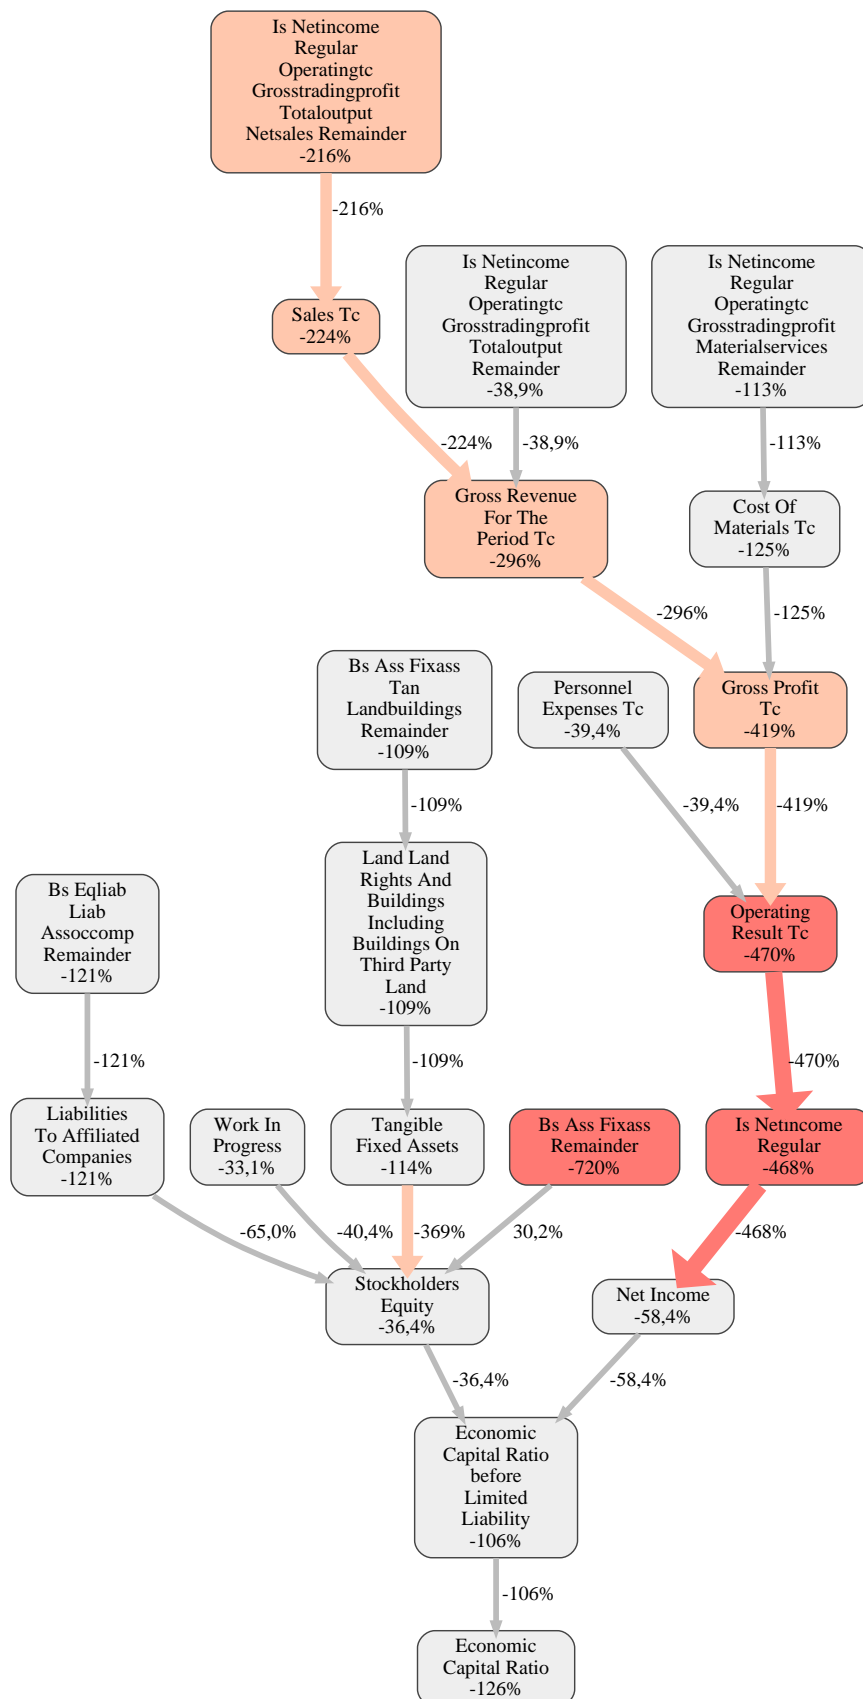 Is Netincome
Regular
Operatingtc
Grosstradingprofit
Totaloutput
Netsales Remainder
-216%
-216%
Is Netincome
Regular
Operatingtc
Grosstradingprofit
Totaloutput
Remainder
-38,9%
Is Netincome
Regular
Operatingtc
Grosstradingprofit
Materialservices
Remainder
-113%
Sales Tc
-224%
-224%
-38,9%
-113%
Gross Revenue
For The
Period Tc
-296%
Cost Of
Materials Tc
-125%
-296%
-125%
Bs Ass Fixass
Tan
Landbuildings
Remainder
-109%
Personnel
Expenses Tc
-39,4%
Gross Profit
Tc
-419%
-109%
-39,4%
-419%
Land Land
Rights And
Buildings
Including
Buildings On
Third Party
Land
-109%
Bs Eqliab
Liab
Assoccomp
Remainder
-121%
Operating
Result Tc
-470%
-121%
-109%
-470%
Liabilities
To Affiliated
Companies
-121%
Work In
Progress
-33,1%
Tangible
Fixed Assets
-114%
Bs Ass Fixass
Remainder
-720%
Is Netincome
Regular
-468%
-65,0%
-40,4%
-369%
30,2%
-468%
Stockholders
Equity
-36,4%
Net Income
-58,4%
-36,4%
-58,4%
Economic
Capital Ratio
before
Limited
Liability
-106%
-106%
Economic
Capital Ratio
-126%